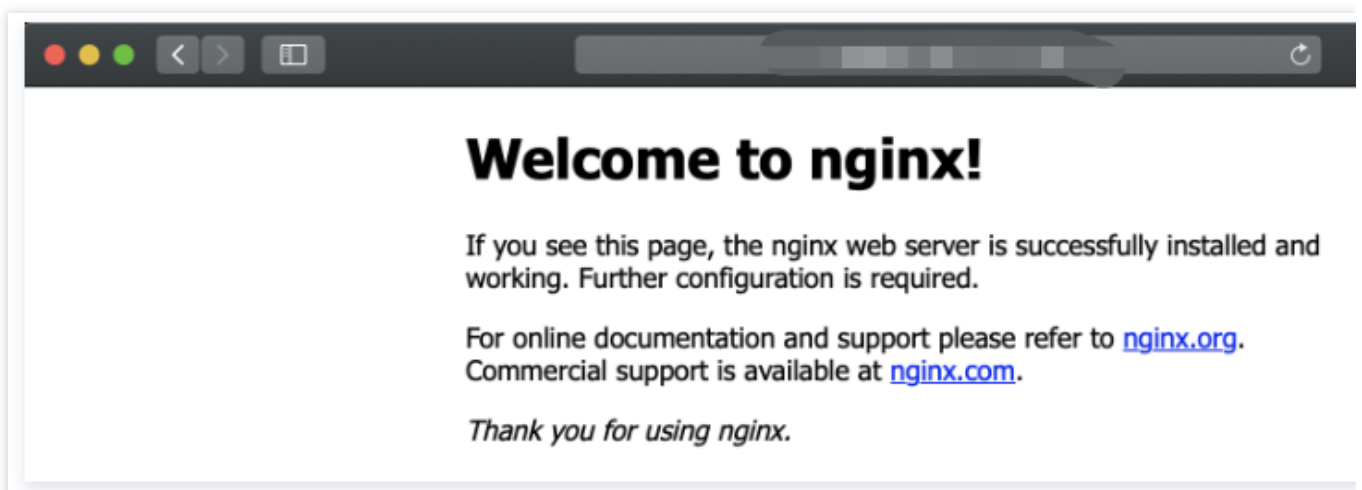 Welcome to nginx!
If you see this page, the nginx web server is successfully installed and
working. Further configuration is required.
For online documentation and support please refer to nginx.org.
Commercial support is available at nginx.com.
Thank you for using nginx.